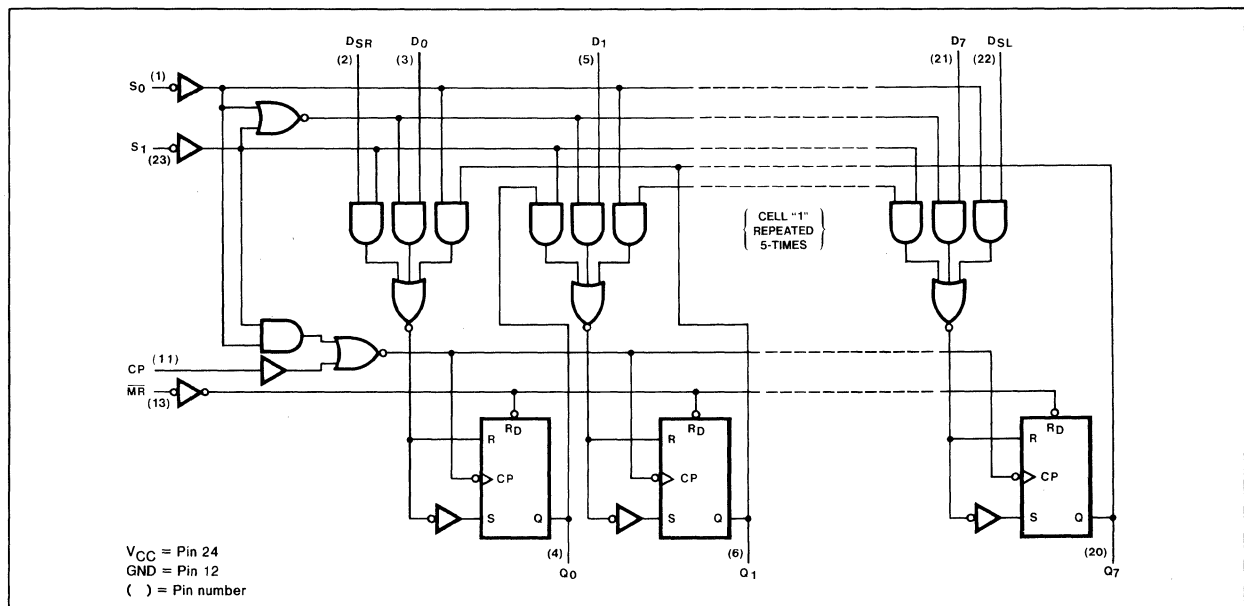 DSR D0 D1 D7 DSL
(2) (3) (5) (21) (22)
S0 (1)
S1
(23)
{ CELL "1" }
REPEATED
5-TIMES
CP (11)
MR
(13)
RD RD RD
R R R
CP CP CP
S Q S Q S Q
(4) (6) (20)
Q0 Q1 Q7
VCC = Pin 24
GND = Pin 12
( ) = Pin number